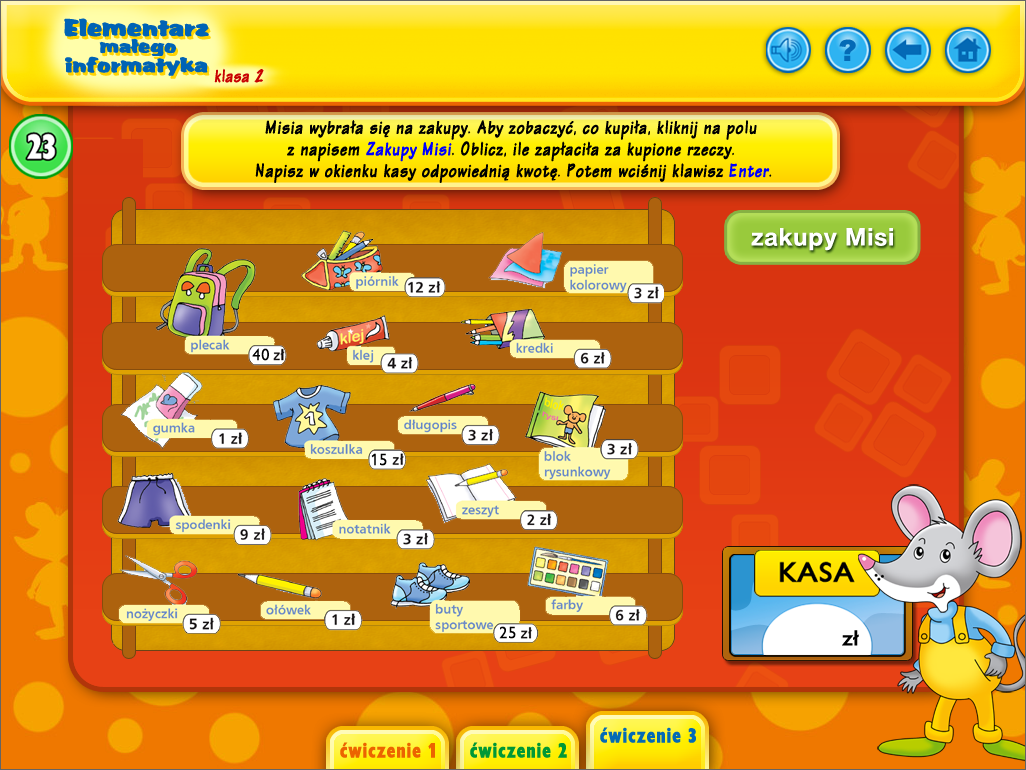 Elementarz
małego
informatyka
klasa 2
23
Misia wybrała się na zakupy. Aby zobaczyć, co kupiła, kliknij na polu
z napisem Zakupy Misi. Oblicz, ile zapłaciła za kupione rzeczy.
Napisz w okienku kasy odpowiednią kwotę. Potem wciśnij klawisz Enter.
zakupy Misi
piórnik 12 zł
papier
kolorowy 3 zł
plecak 40 zł
klej
klej 4 zł
kredki 6 zł
gumka 1 zł
1
koszulka 15 zł
długopis 3 zł
blok
rysunkowy 3 zł
spodenki 9 zł
notatnik 3 zł
zeszyt 2 zł
nożyczki 5 zł
ołówek 1 zł
buty
sportowe 25 zł
farby 6 zł
KASA
zł
ćwiczenie 1
ćwiczenie 2
ćwiczenie 3